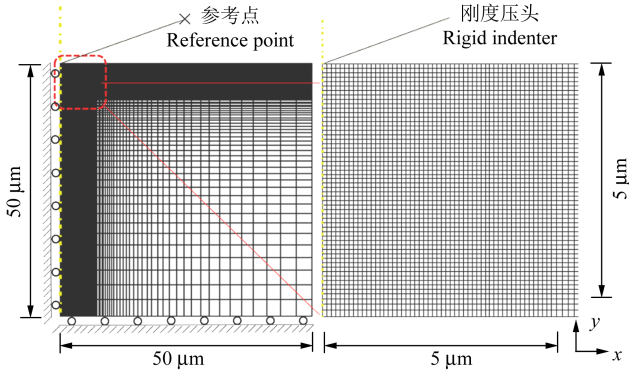 × 参考点
Reference point
刚度压头
Rigid indenter
50 μm
5 μm
50 μm
5 μm
y
x